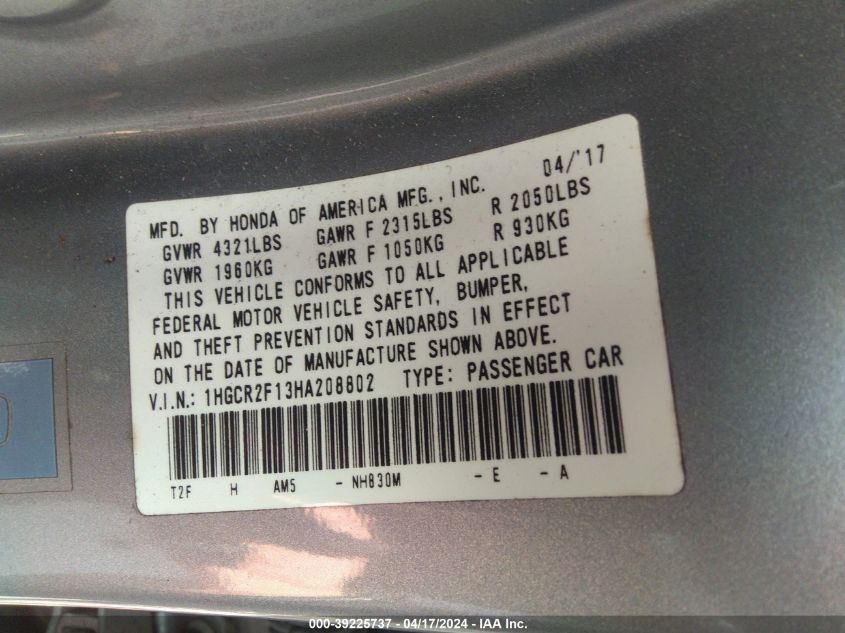 04/'17
MFD. BY HONDA OF AMERICA MFG., INC.
GVWR 4321LBS GAWR F 2315LBS R 2050LBS
GVWR 1960KG GAWR F 1050KG R 930KG
THIS VEHICLE CONFORMS TO ALL APPLICABLE
FEDERAL MOTOR VEHICLE SAFETY, BUMPER,
AND THEFT PREVENTION STANDARDS IN EFFECT
ON THE DATE OF MANUFACTURE SHOWN ABOVE.
V.I.N.: 1HGCR2F13HA208802 TYPE: PASSENGER CAR
T2F H AM5 - NH830M - E - A
000-39225737 - 04/17/2024 - IAA Inc.